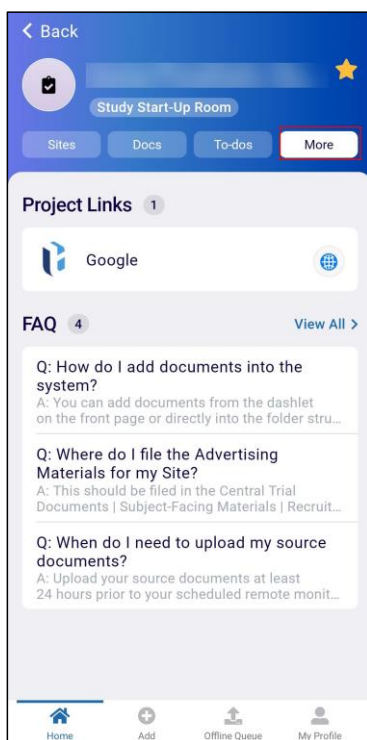 Back
Study Start-Up Room
Sites Docs To-dos More
Project Links 1
Google
FAQ 4 View All >
Q: How do I add documents into the
system?
A: You can add documents from the dashlet
on the front page or directly into the folder stru...
Q: Where do I file the Advertising
Materials for my Site?
A: This should be filed in the Central Trial
Documents | Subject-Facing Materials | Recruit...
Q: When do I need to upload my source
documents?
A: Upload your source documents at least
24 hours prior to your scheduled remote monit...
Home Add Offline Queue My Profile